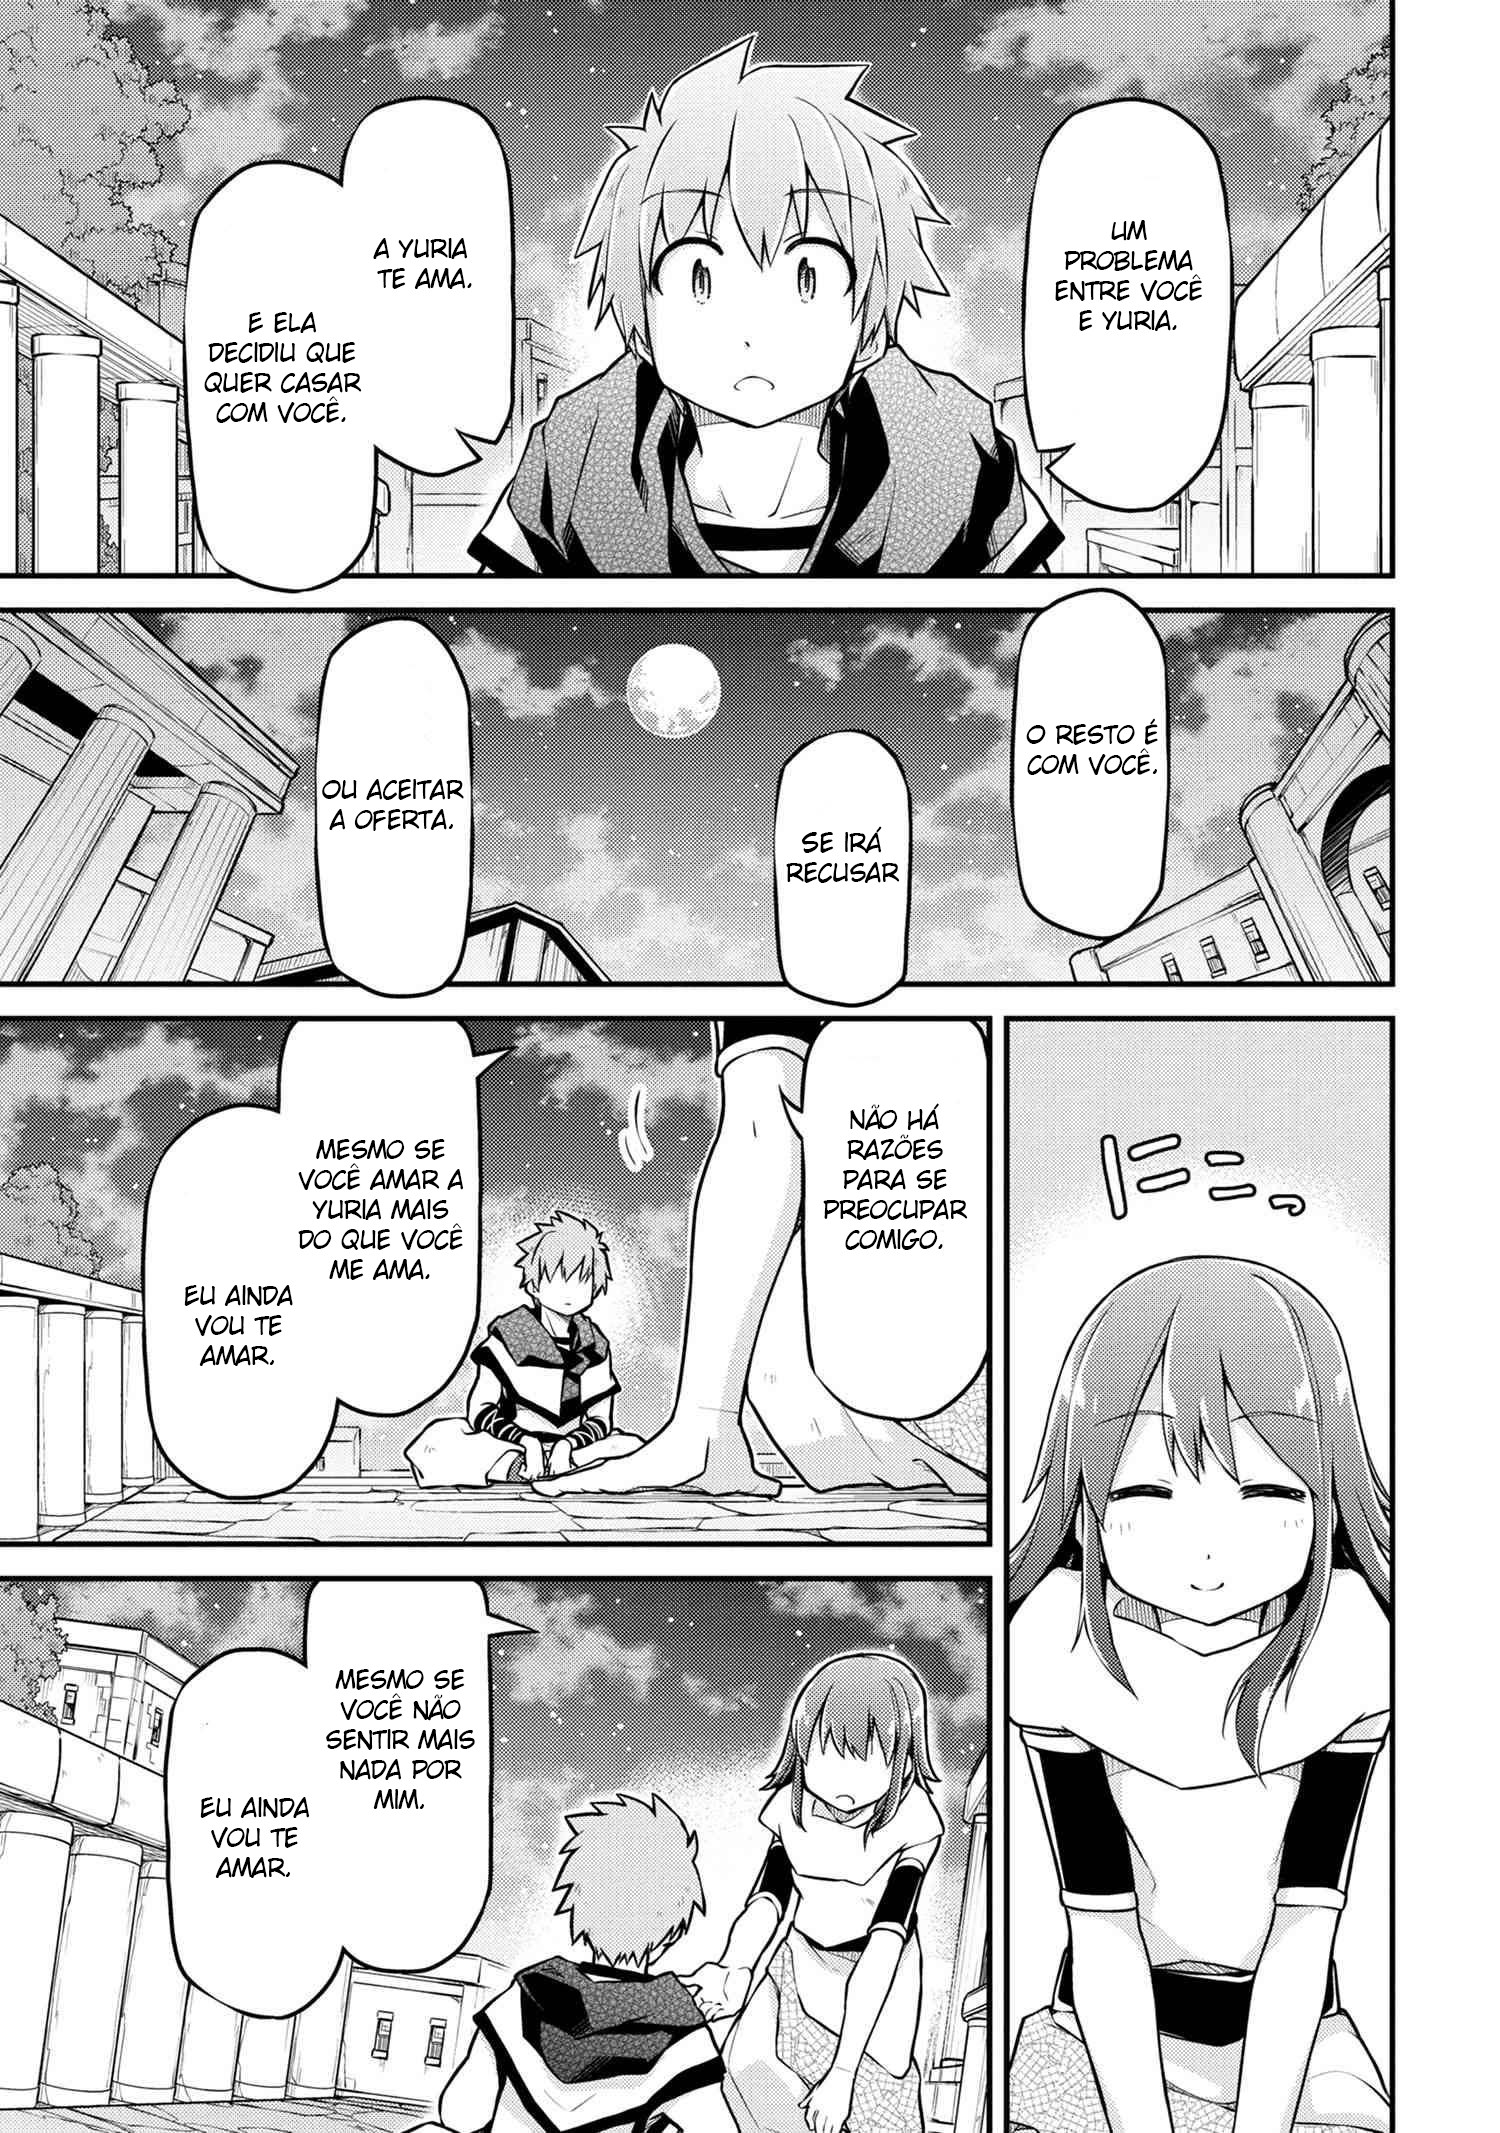 UM
PROBLEMA
ENTRE VOCÊ
E YURIA.
A YURIA
TE AMA.
E ELA
DECIDIU QUE
QUER CASAR
COM VOCÊ.
O RESTO É
COM VOCÊ.
SE IRÁ
RECUSAR
OU ACEITAR
A OFERTA.
ニニッ
NÃO HÁ
RAZÕES
PARA SE
PREOCUPAR
COMIGO.
MESMO SE
VOCÊ AMAR A
YURIA MAIS
DO QUE VOCÊ
ME AMA.
EU AINDA
VOU TE
AMAR.
MESMO SE
VOCÊ NÃO
SENTIR MAIS
NADA POR
MIM.
EU AINDA
VOU TE
AMAR.